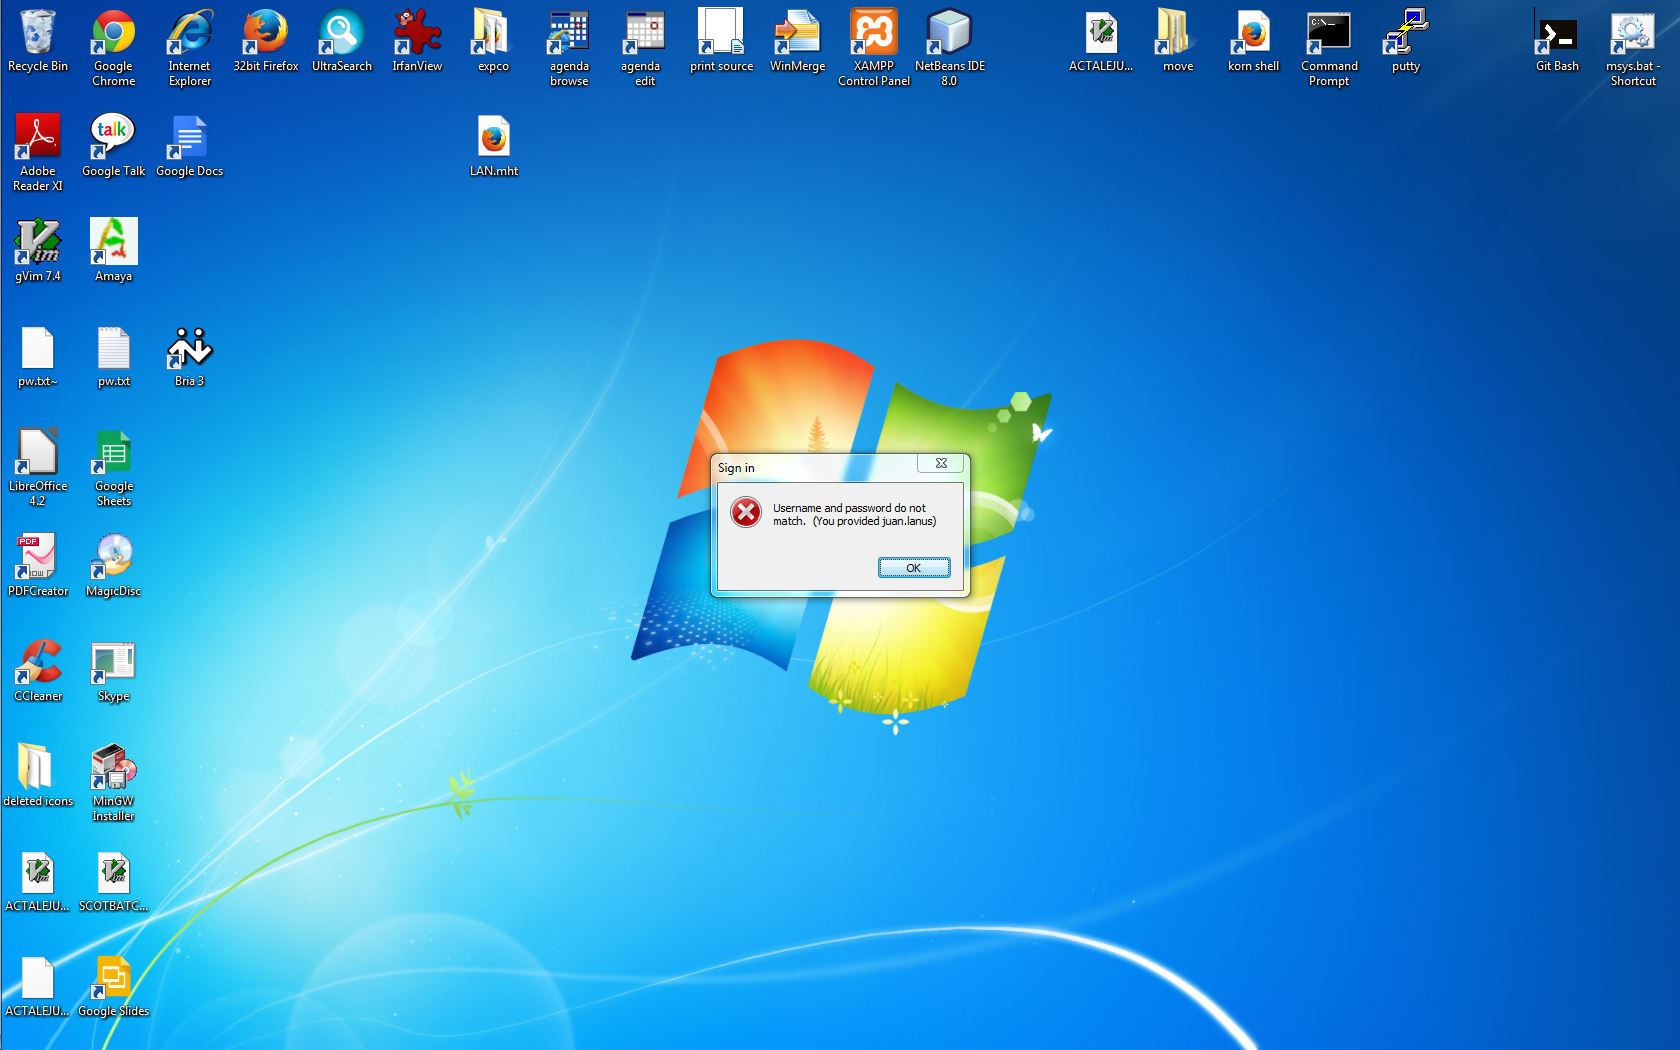 Recycle Bin
Google
Chrome
Internet
Explorer
32bit Firefox
UltraSearch
IrfanView
expco
agenda
browse
agenda
edit
print source
WinMerge
XAMPP
Control Panel
NetBeans IDE
8.0
ACTALEJU...
move
korn shell
Command
Prompt
putty
Git Bash
msys.bat -
Shortcut
Adobe
Reader XI
talk
Google Talk
Google Docs
LAN.mht
gVim 7.4
Amaya
pw.txt~
pw.txt
Bria 3
LibreOffice
4.2
Google
Sheets
Sign in
Username and password do not
match. (You provided juan.lanus)
OK
PDF
PDFCreator
MagicDisc
CCleaner
Skype
deleted icons
MinGW
Installer
ACTALEJU...
SCOTBATC...
ACTALEJU...
Google Slides